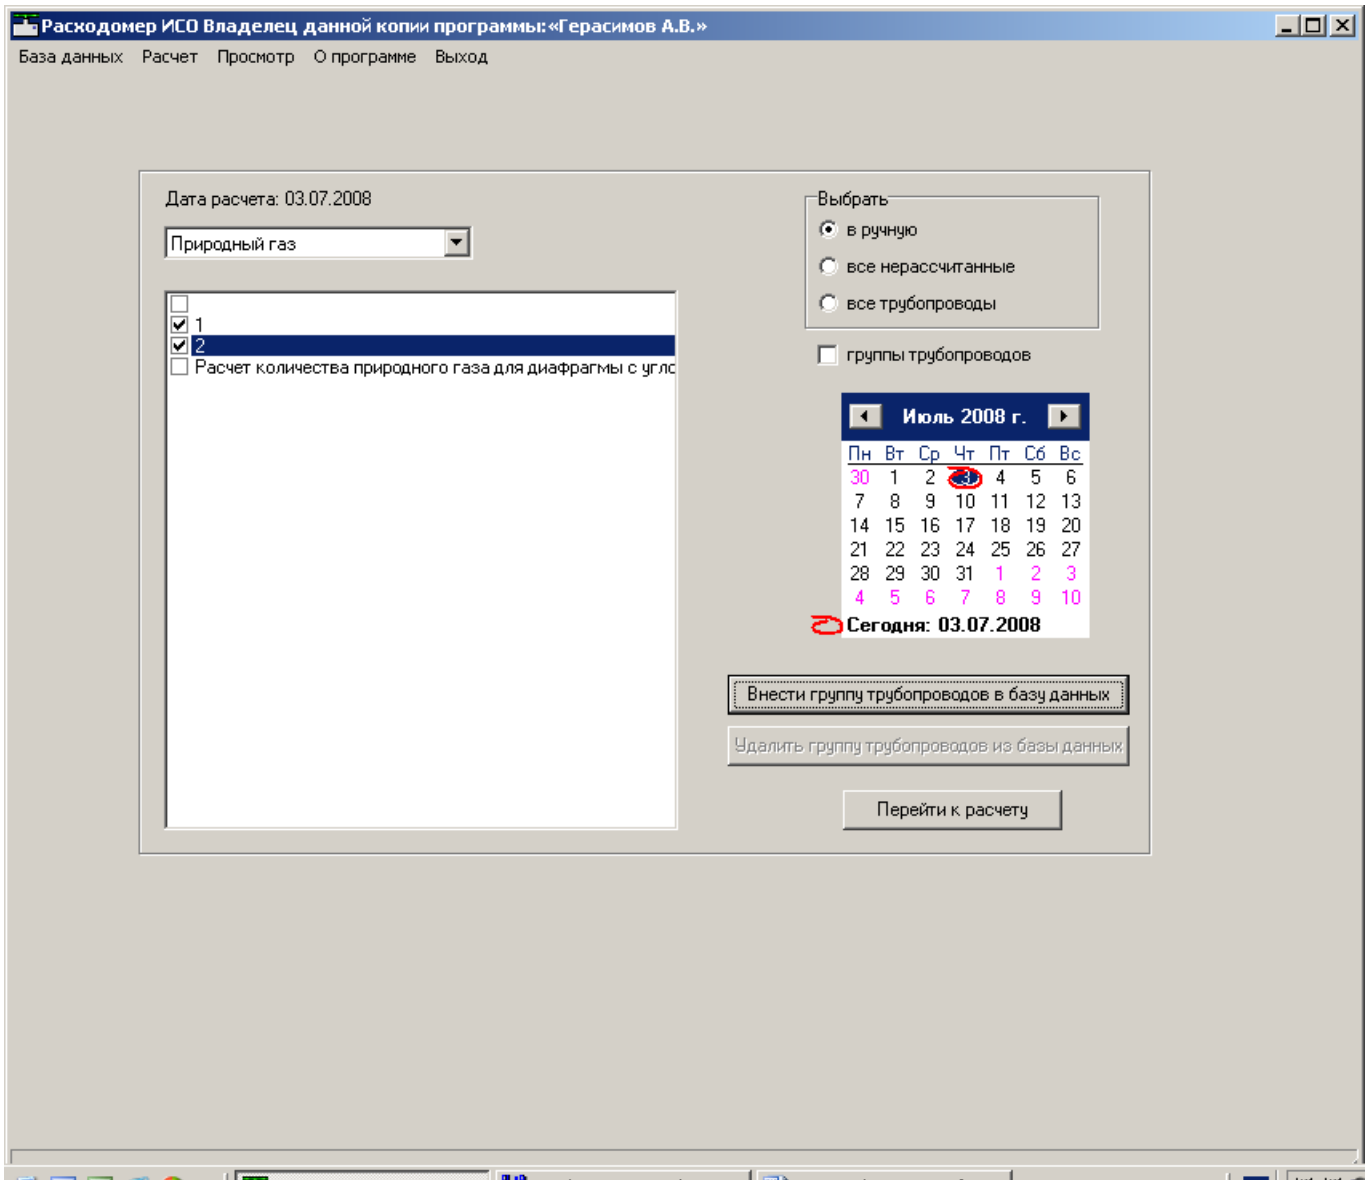 Расходомер ИСО Владелец данной копии программы:«Герасимов А.В.»
База данных Расчет Просмотр О программе Выход
Дата расчета: 03.07.2008
Природный газ
1
2
Расчет количества природного газа для диафрагмы с угло
Выбрать
в ручную
все нерассчитанные
все трубопроводы
группы трубопроводов
Июль 2008 г.
Пн Вт Ср Чт Пт Сб Вс
30 1 2 3 4 5 6
7 8 9 10 11 12 13
14 15 16 17 18 19 20
21 22 23 24 25 26 27
28 29 30 31 1 2 3
4 5 6 7 8 9 10
Сегодня: 03.07.2008
Внести группу трубопроводов в базу данных
Удалить группу трубопроводов из базы данных
Перейти к расчету